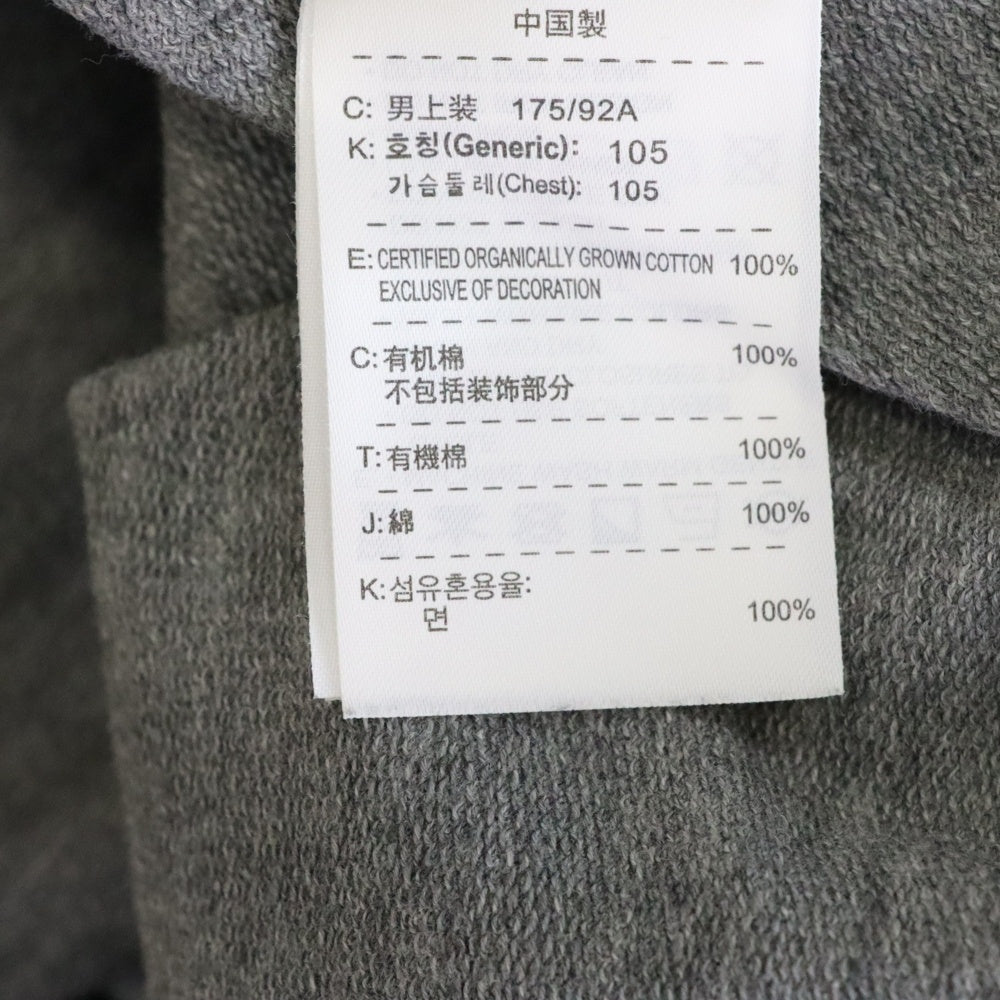 中国製
C: 男上装 175/92A
K: 호칭(Generic): 105
가슴둘레(Chest): 105
E: CERTIFIED ORGANICALLY GROWN COTTON 100%
EXCLUSIVE OF DECORATION
C: 有机棉 100%
不包括装饰部分
T: 有機棉 100%
J: 綿 100%
K: 섬유혼용율:
면 100%